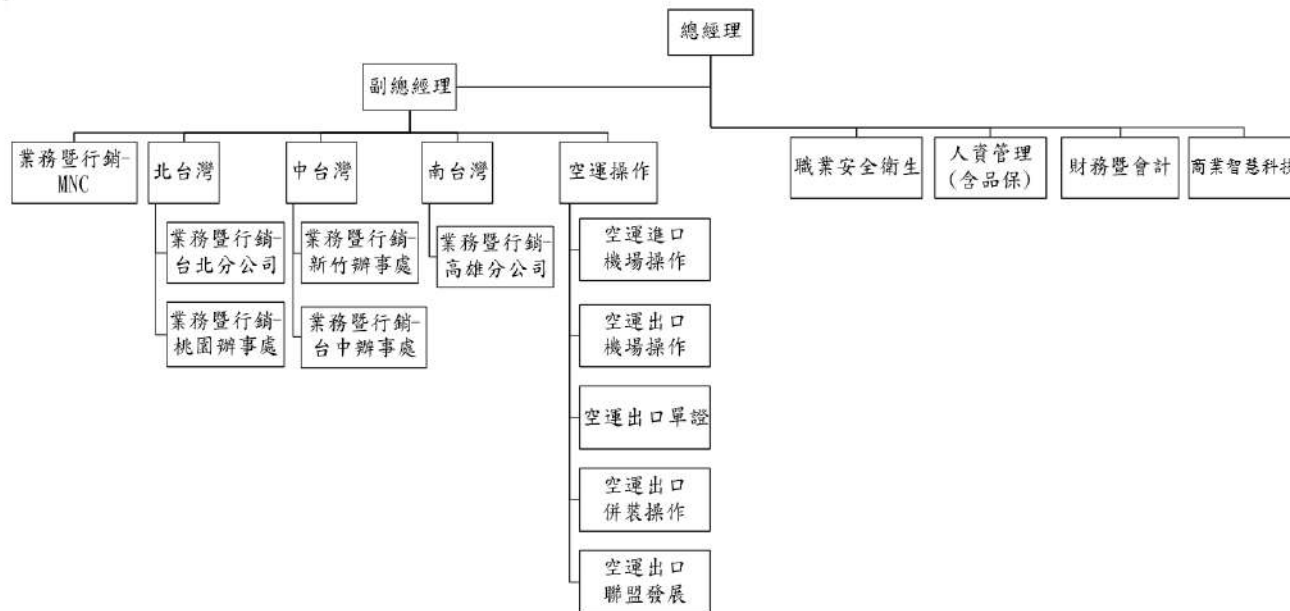 總經理
副總經理
業務暨行銷-
MNC
北台灣
中台灣
南台灣
空運操作
職業安全衛生
人資管理
(含品保)
財務暨會計
商業智慧科技
業務暨行銷-
台北分公司
業務暨行銷-
新竹辦事處
業務暨行銷-
高雄分公司
空運進口
機場操作
業務暨行銷-
桃園辦事處
業務暨行銷-
台中辦事處
空運出口
機場操作
空運出口單證
空運出口
併裝操作
空運出口
聯盟發展